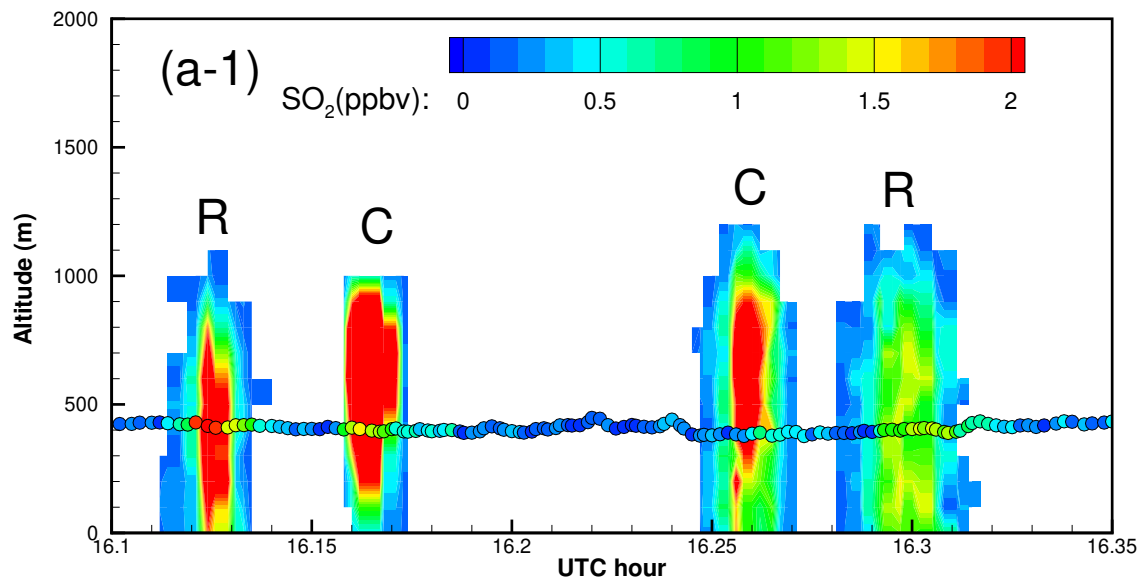 2000
(a-1)
SO2(ppbv): 0 0.5 1 1.5 2
1500
R C C R
1000
500
0
Altitude (m)
16.1 16.15 16.2 16.25 16.3 16.35
UTC hour